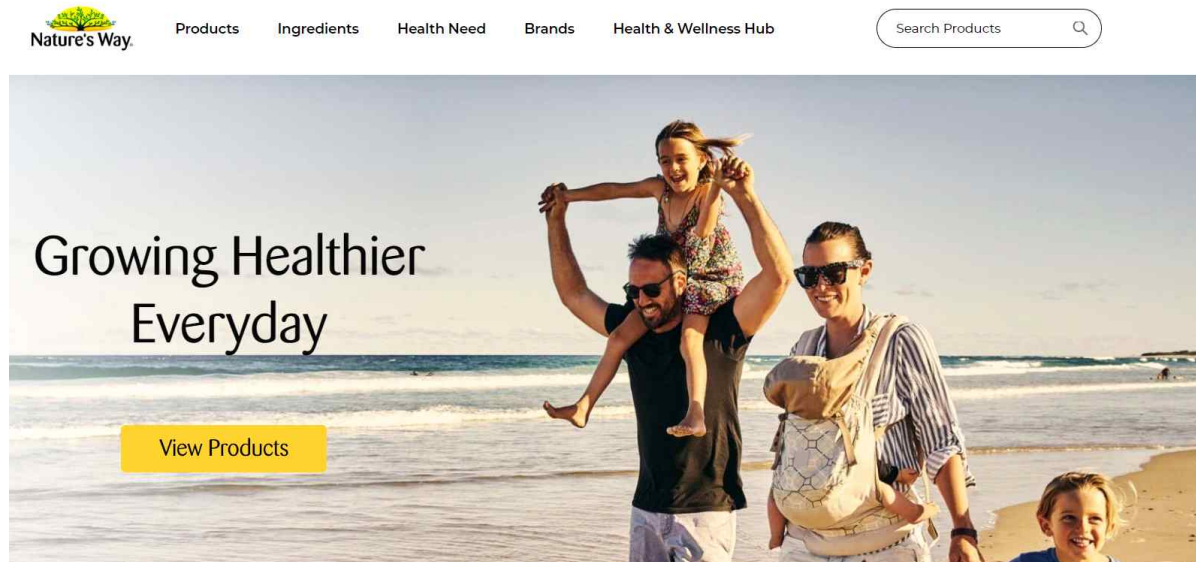 Nature's Way
Products
Ingredients
Health Need
Brands
Health & Wellness Hub
Search Products
Growing Healthier
Everyday
View Products